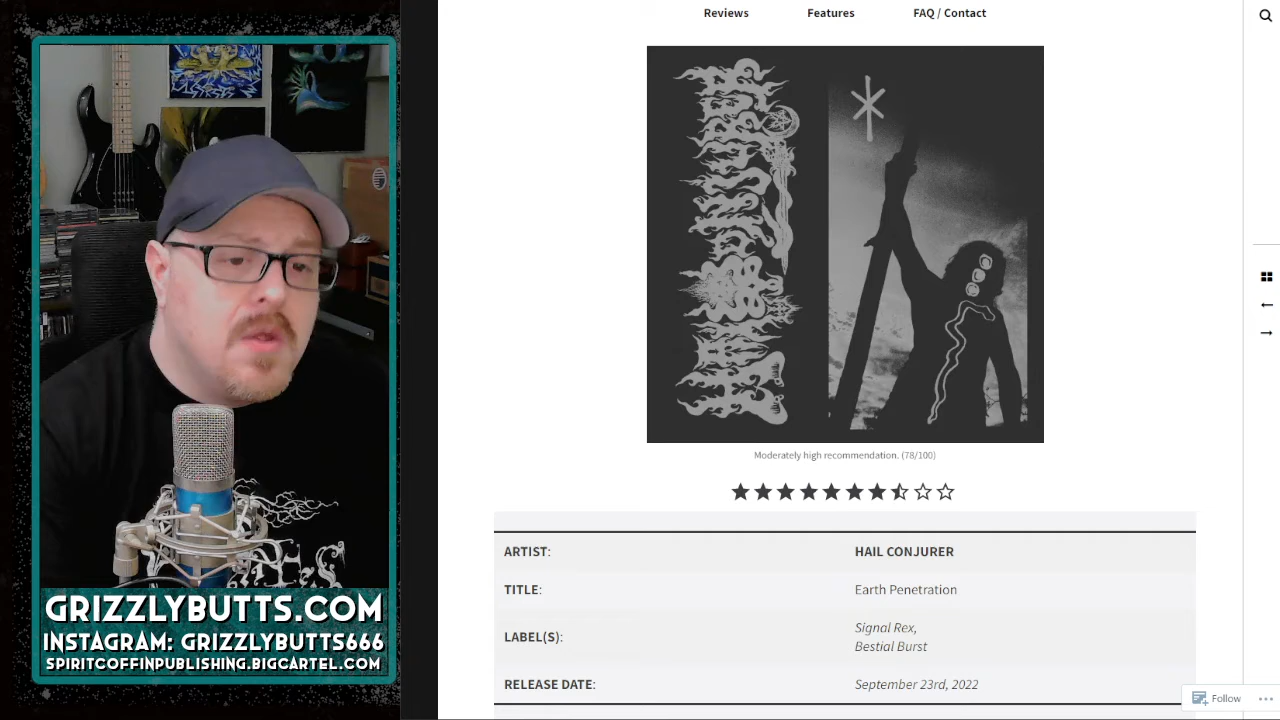 Reviews
Features
FAQ / Contact
Moderately high recommendation. (78/100)
ARTIST:
HAIL CONJURER
TITLE:
Earth Penetration
LABEL(S):
Signal Rex,
Bestial Burst
RELEASE DATE:
September 23rd, 2022
Follow
GRIZZLYBUTTS.COM
INSTAGRAM: GRIZZLYBUTTS666
SPIRITCOFFINPUBLISHING.BIGCARTEL.COM